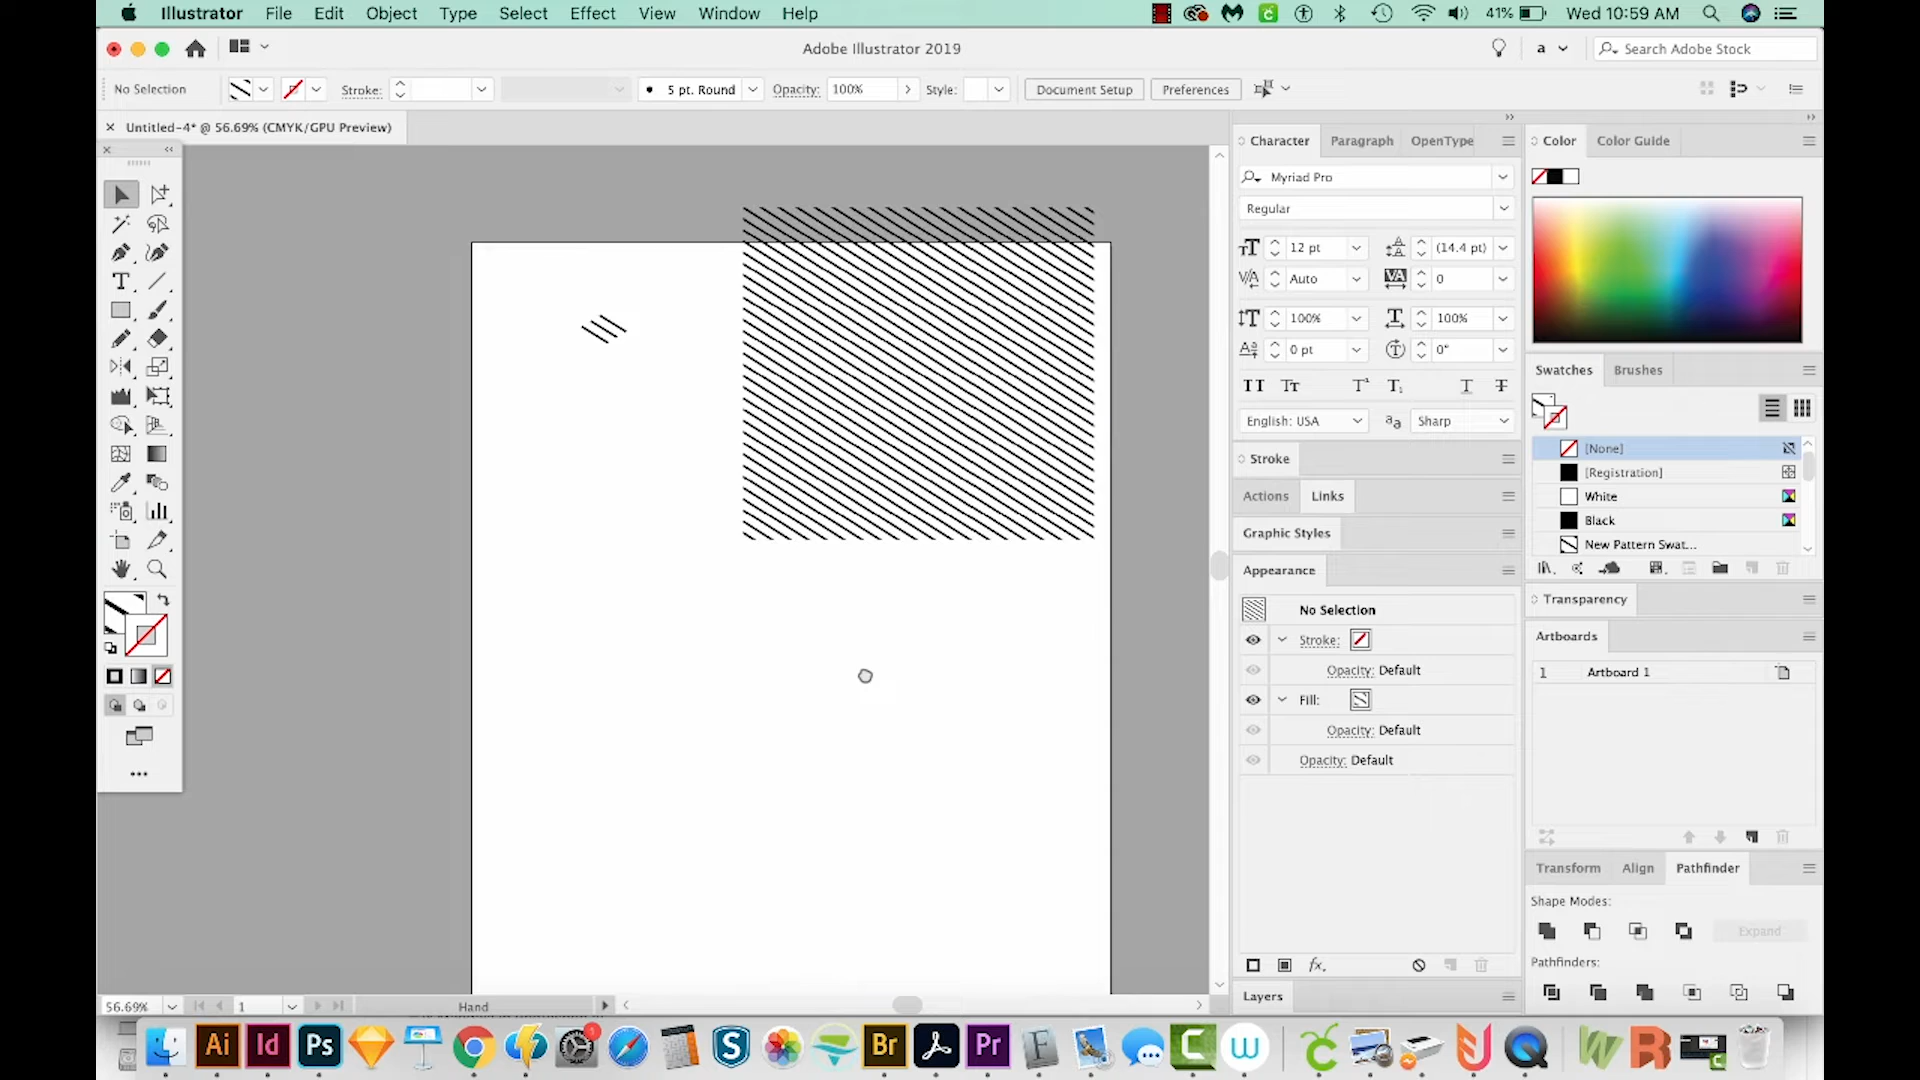 Illustrator File Edit Object Type Select Effect View Window Help
41% Wed 10:59 AM
Adobe Illustrator 2019
a
Search Adobe Stock
No Selection
Stroke:
5 pt. Round
Opacity: 100%
Style:
Document Setup
Preferences
Untitled-4* @ 56.69% (CMYK/GPU Preview)
Character Paragraph OpenType
Myriad Pro
Regular
12 pt
(14.4 pt)
Auto
0
100%
100%
0 pt
0°
English: USA
Sharp
Stroke
Actions Links
Graphic Styles
Appearance
No Selection
Stroke:
Opacity: Default
Fill:
Opacity: Default
Opacity: Default
Layers
Color Color Guide
Swatches Brushes
[None]
[Registration]
White
Black
New Pattern Swat...
Transparency
Artboards
1 Artboard 1
Transform Align Pathfinder
Shape Modes:
Expand
Pathfinders:
56.69%
1
Hand
Ai
Id
Ps
S
Br
Pr